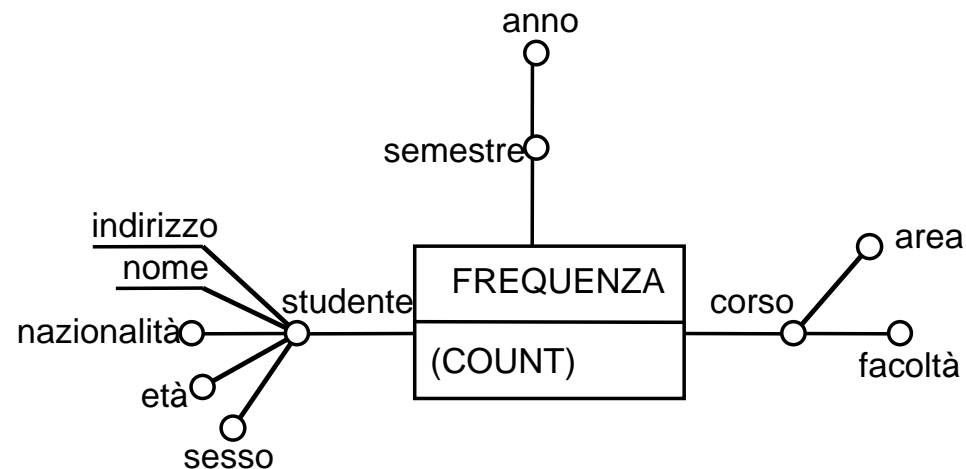 anno
semestre
indirizzo
nome
studente
nazionalità
età
sesso
FREQUENZA
(COUNT)
corso
area
facoltà